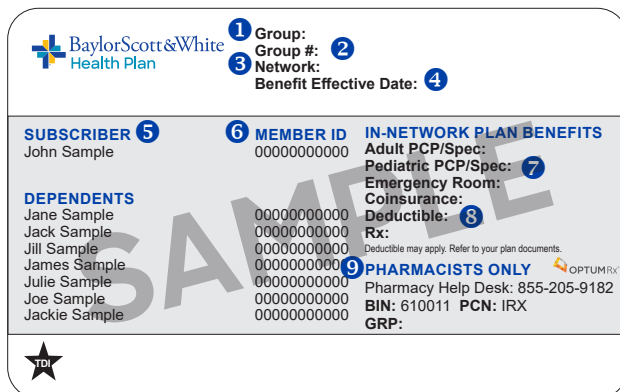 BaylorScott&White
Health Plan
1 Group:
Group #: 2
3 Network:
Benefit Effective Date: 4
SUBSCRIBER 5
John Sample
6 MEMBER ID
00000000000
DEPENDENTS
Jane Sample 00000000000
Jack Sample 00000000000
Jill Sample 00000000000
James Sample 00000000000
Julie Sample 00000000000
Joe Sample 00000000000
Jackie Sample 00000000000
IN-NETWORK PLAN BENEFITS
Adult PCP/Spec:
Pediatric PCP/Spec: 7
Emergency Room:
Coinsurance:
Deductible: 8
Rx:
Deductible may apply. Refer to your plan documents.
9 PHARMACISTS ONLY
OPTUMRx
Pharmacy Help Desk: 855-205-9182
BIN: 610011 PCN: IRX
GRP:
SAMPLE
TDI